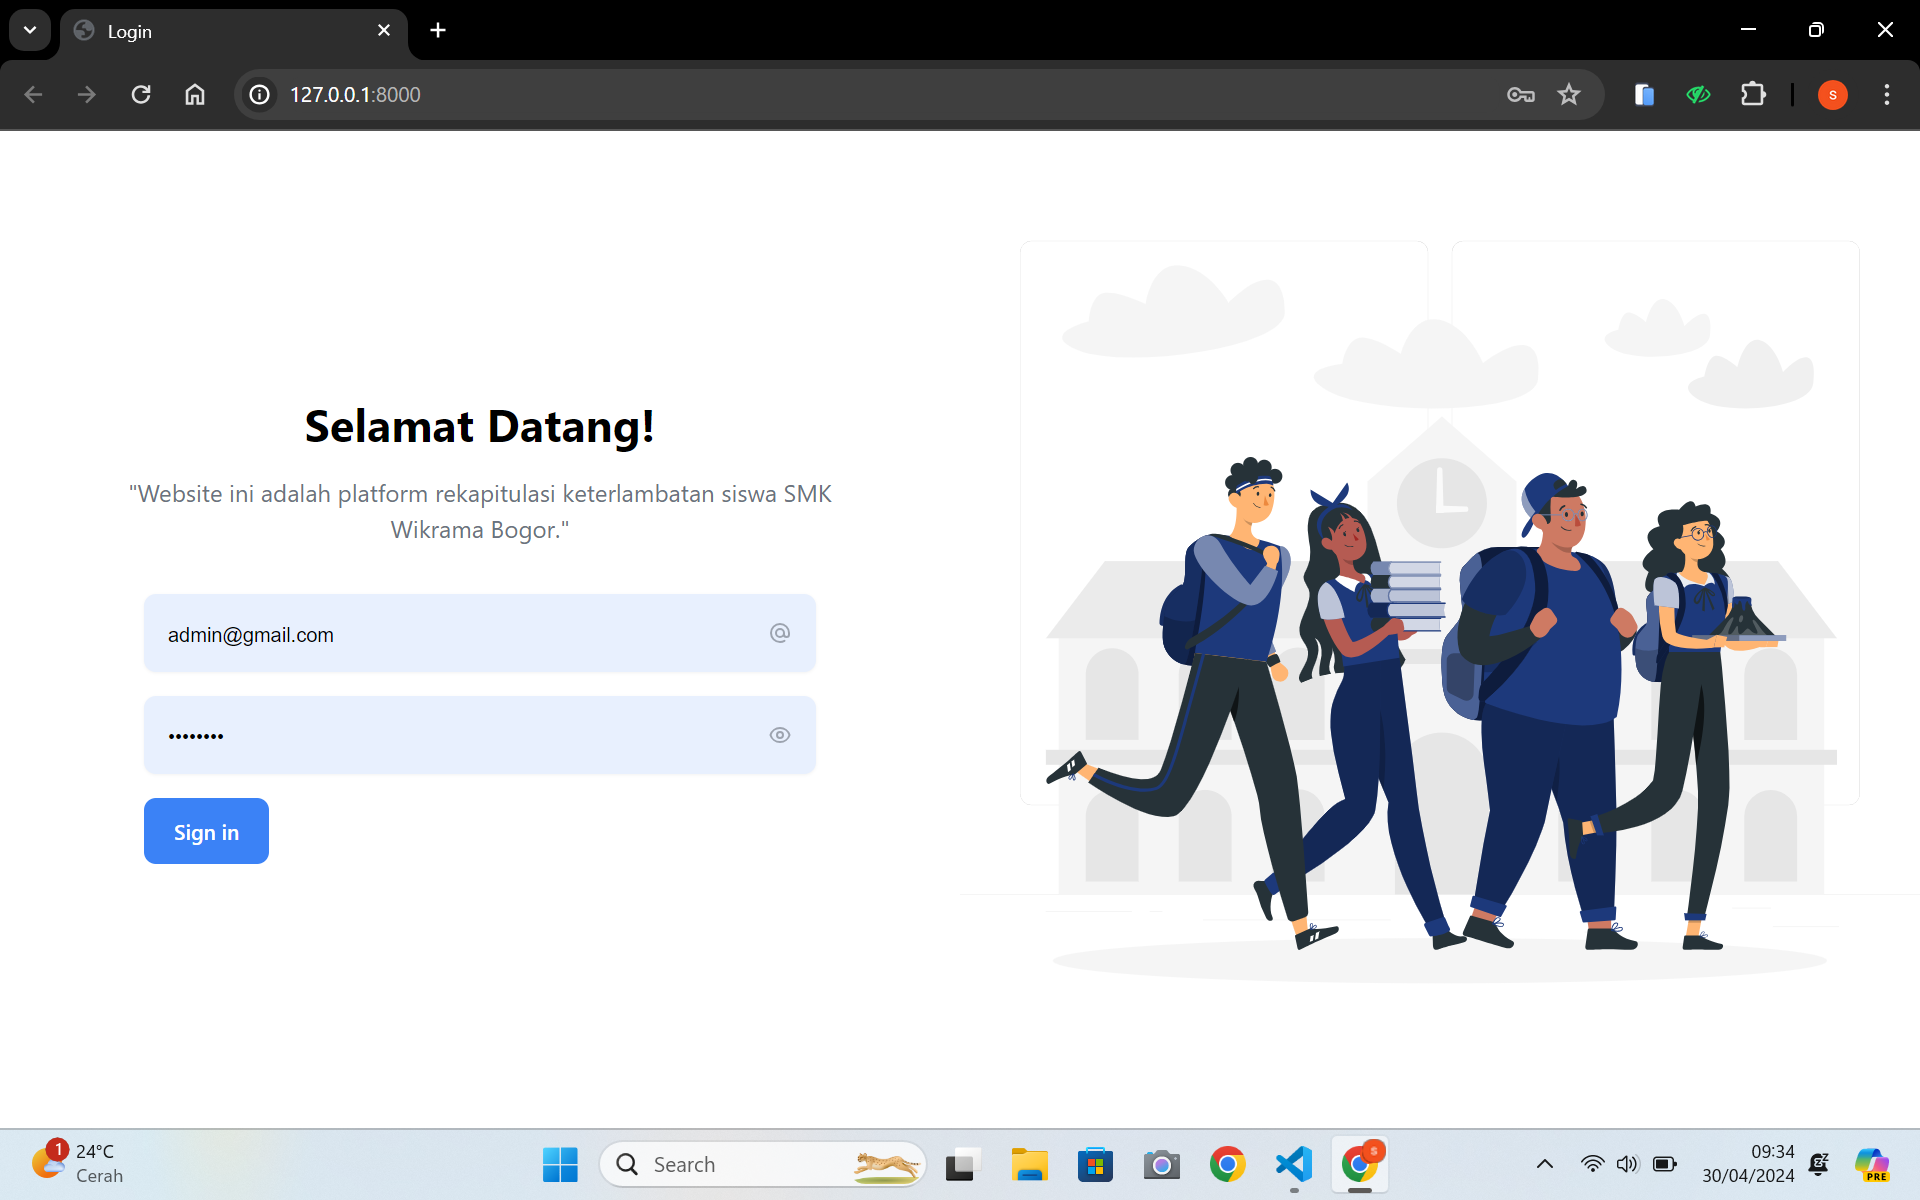 Login
127.0.0.1:8000
s
Selamat Datang!
"Website ini adalah platform rekapitulasi keterlambatan siswa SMK
Wikrama Bogor."
admin@gmail.com
••••••••
Sign in
1
24°C
Cerah
Search
s
09:34
30/04/2024
PRE